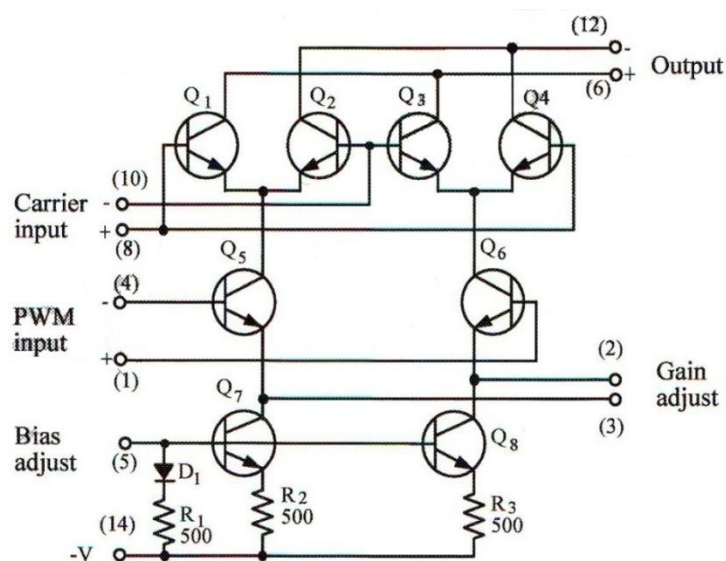 (12)
-
+ Output
(6)
Q1 Q2 Q3 Q4
(10)
Carrier -
input +
(8)
Q5 Q6
(4)
-
PWM
input
+
(1)
(2)
Gain
adjust
(3)
Q7
Q8
Bias
adjust (5)
D1
R1
500
R2
500
R3
500
(14)
-V